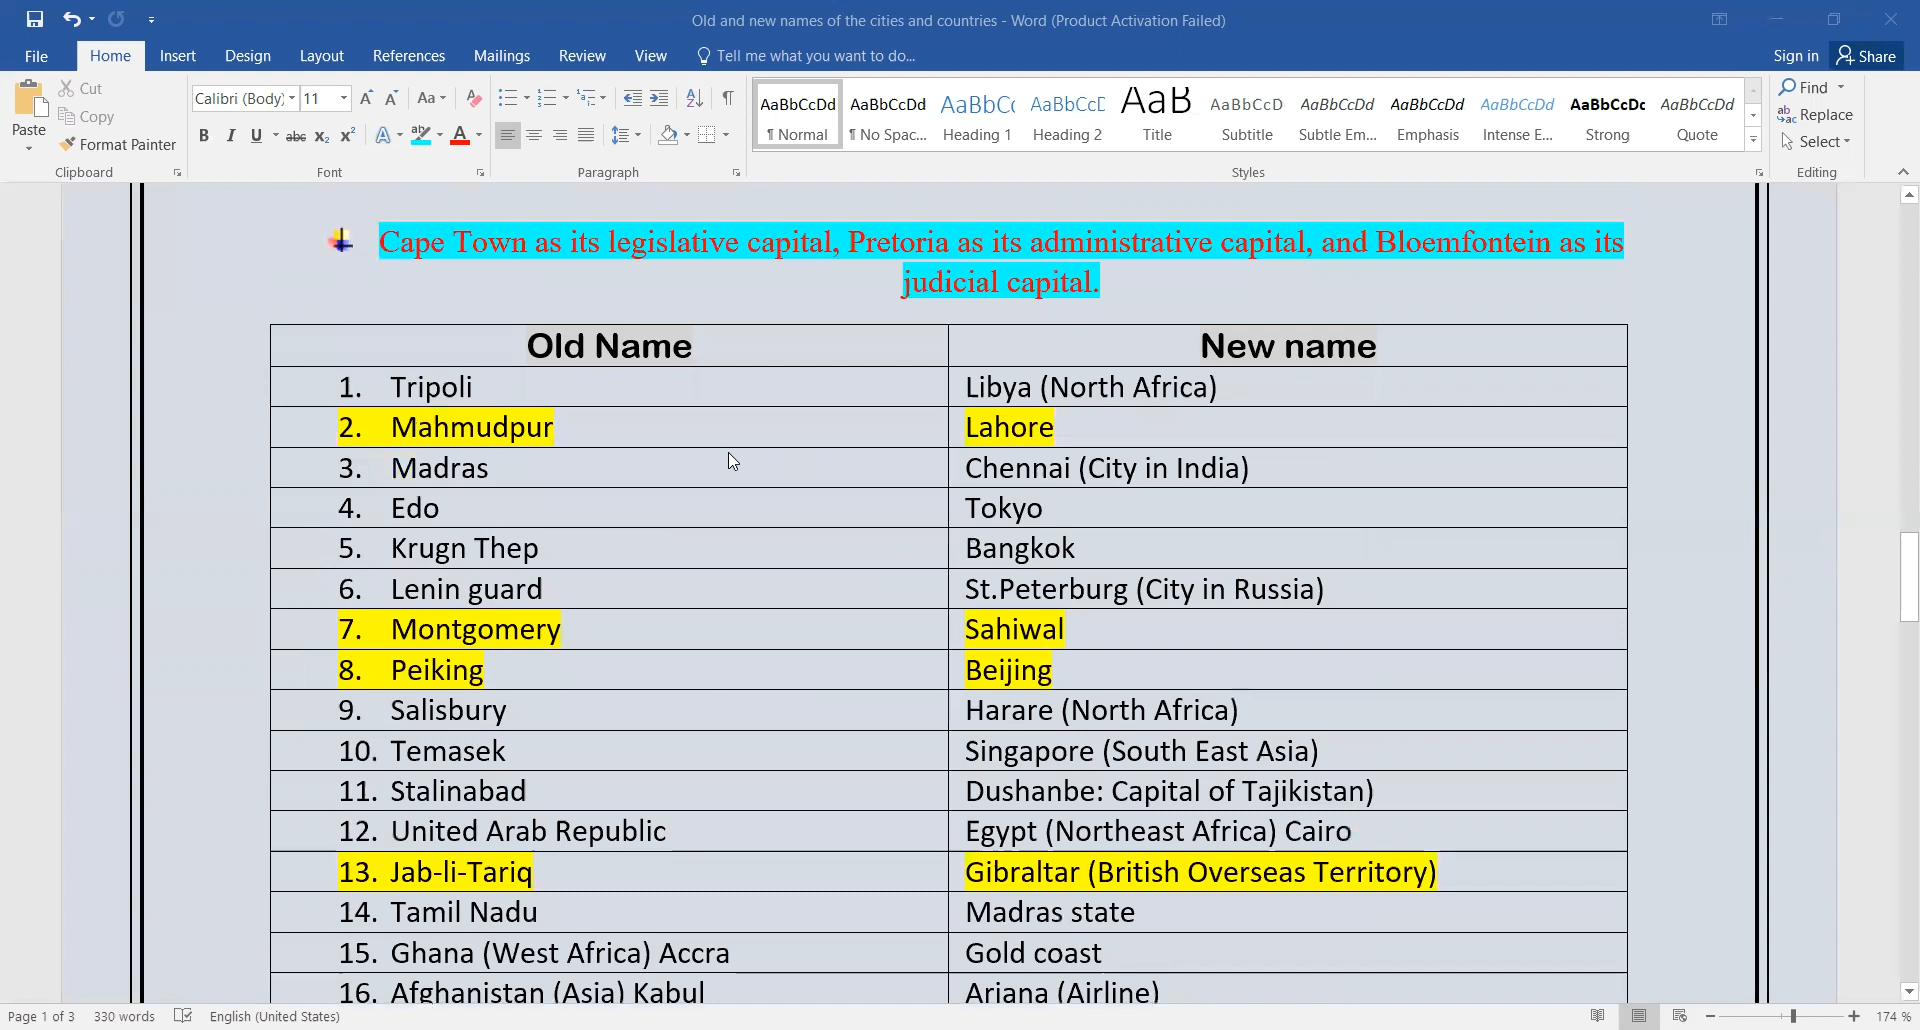 Old and new names of the cities and countries - Word (Product Activation Failed)
File Home Insert Design Layout References Mailings Review View Tell me what you want to do... Sign in Share
Paste Cut Copy Format Painter Clipboard
Calibri (Body) 11 Aa
B I U abc X₂ X² A ab A Font
Paragraph
AaBbCcDd ¶ Normal
AaBbCcDd ¶ No Spac...
AaBbC Heading 1
AaBbCcE Heading 2
AaB Title
AaBbCcD Subtitle
AaBbCcDd Subtle Em...
AaBbCcDd Emphasis
AaBbCcDd Intense E...
AaBbCcDc Strong
AaBbCcDd Quote
Styles
Find
Replace
Select
Editing
Cape Town as its legislative capital, Pretoria as its administrative capital, and Bloemfontein as its
judicial capital.
Old Name New name
1. Tripoli Libya (North Africa)
2. Mahmudpur Lahore
3. Madras Chennai (City in India)
4. Edo Tokyo
5. Krugn Thep Bangkok
6. Lenin guard St.Peterburg (City in Russia)
7. Montgomery Sahiwal
8. Peiking Beijing
9. Salisbury Harare (North Africa)
10. Temasek Singapore (South East Asia)
11. Stalinabad Dushanbe: Capital of Tajikistan)
12. United Arab Republic Egypt (Northeast Africa) Cairo
13. Jab-li-Tariq Gibraltar (British Overseas Territory)
14. Tamil Nadu Madras state
15. Ghana (West Africa) Accra Gold coast
16. Afghanistan (Asia) Kabul Ariana (Airline)
Page 1 of 3 330 words English (United States) 174 %